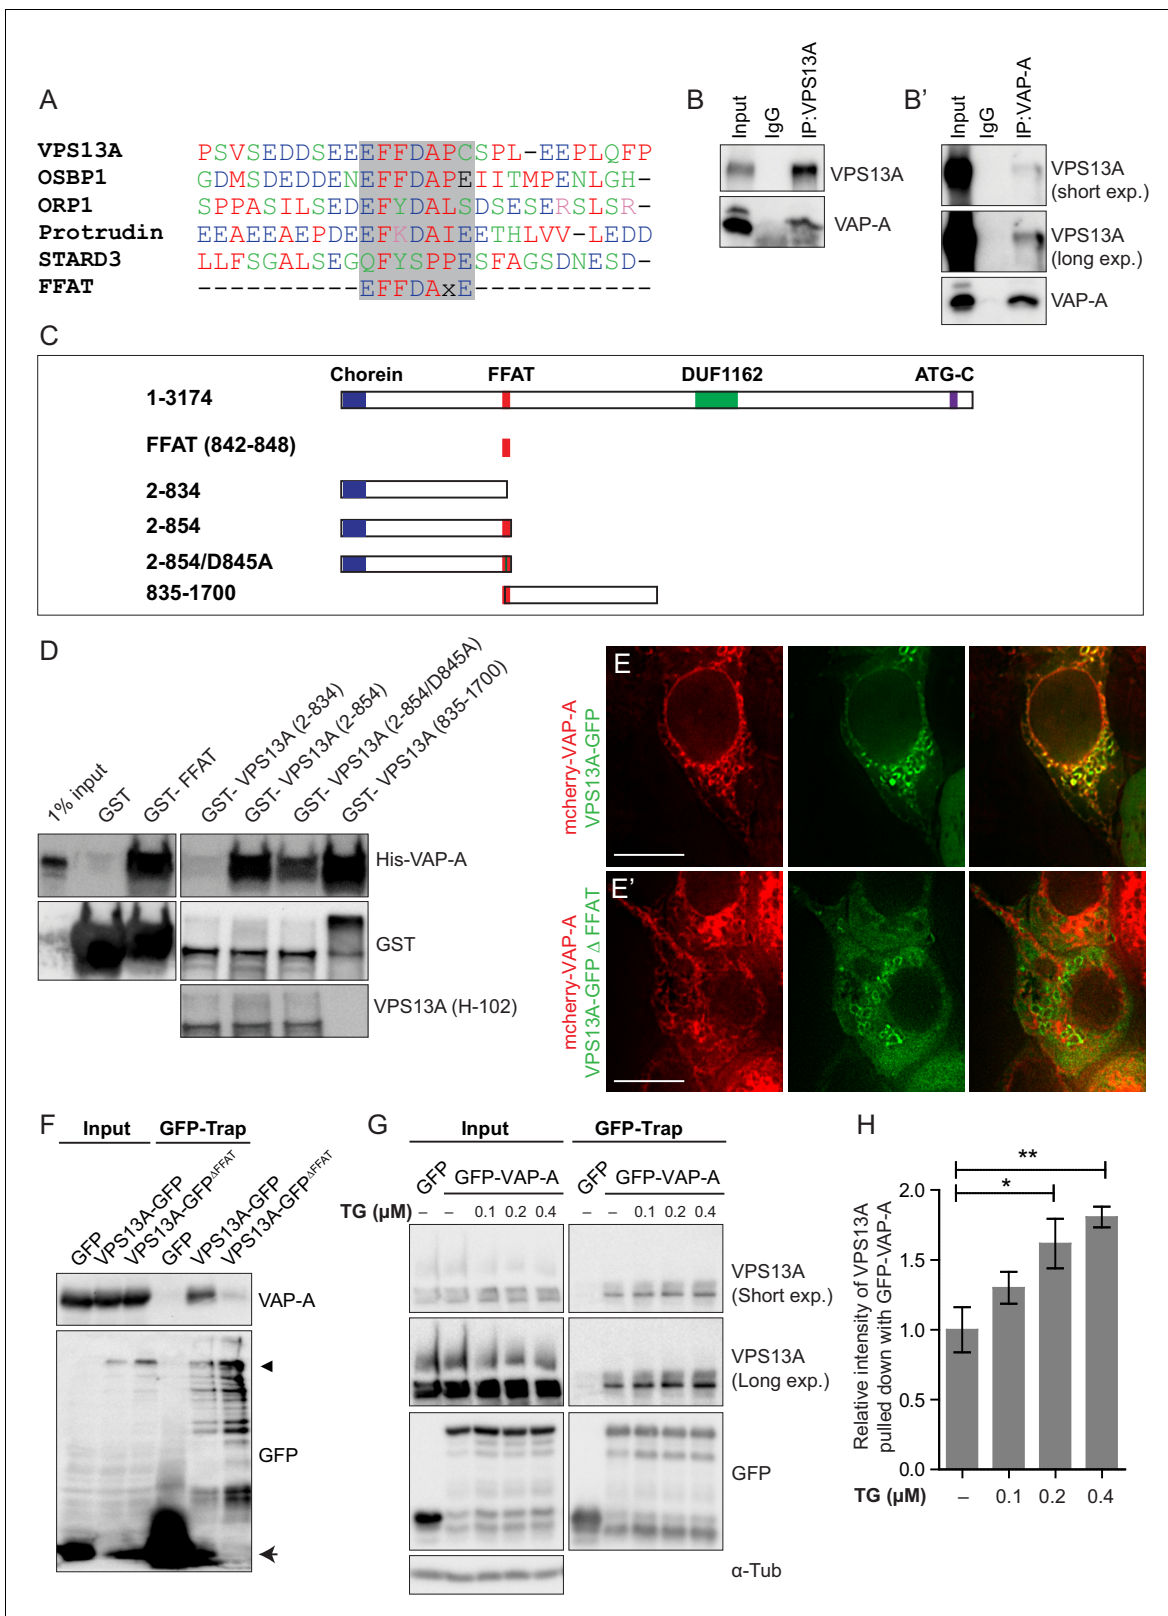 A
VPS13A PSVSEDDSEEEFFDAPCSPL-EEPLQFP
OSBP1 GDMSDEDDENEFFDAPEIITMPENLGH-
ORP1 SPPASILSEDEFYDALSDSESERSLSR-
Protrudin EEAEEAEPDEEFKDAIEETHLVV-LEDD
STARD3 LLFSGALSEGQFYSPPESFAGSDNESD-
FFAT ----------EFFDAxE-----------
B
Input IgG IP:VPS13A
VPS13A
VAP-A
B'
Input IgG IP:VAP-A
VPS13A
(short exp.)
VPS13A
(long exp.)
VAP-A
C
Chorein FFAT DUF1162 ATG-C
1-3174
FFAT (842-848)
2-834
2-854
2-854/D845A
835-1700
D
1% input GST GST- FFAT GST- VPS13A (2-834) GST- VPS13A (2-854) GST- VPS13A (2-854/D845A) GST- VPS13A (835-1700)
His-VAP-A
GST
VPS13A (H-102)
E
mcherry-VAP-A
VPS13A-GFP
E'
mcherry-VAP-A
VPS13A-GFP Δ FFAT
F
Input GFP-Trap
GFP VPS13A-GFP VPS13A-GFPΔFFAT GFP VPS13A-GFP VPS13A-GFPΔFFAT
VAP-A
GFP
G
Input GFP-Trap
GFP GFP-VAP-A GFP GFP-VAP-A
TG (µM) – 0.1 0.2 0.4 – 0.1 0.2 0.4
VPS13A
(Short exp.)
VPS13A
(Long exp.)
GFP
α-Tub
H
Relative intensity of VPS13A
pulled down with GFP-VAP-A
**
*
2.0
1.5
1.0
0.5
0.0
TG (µM) – 0.1 0.2 0.4